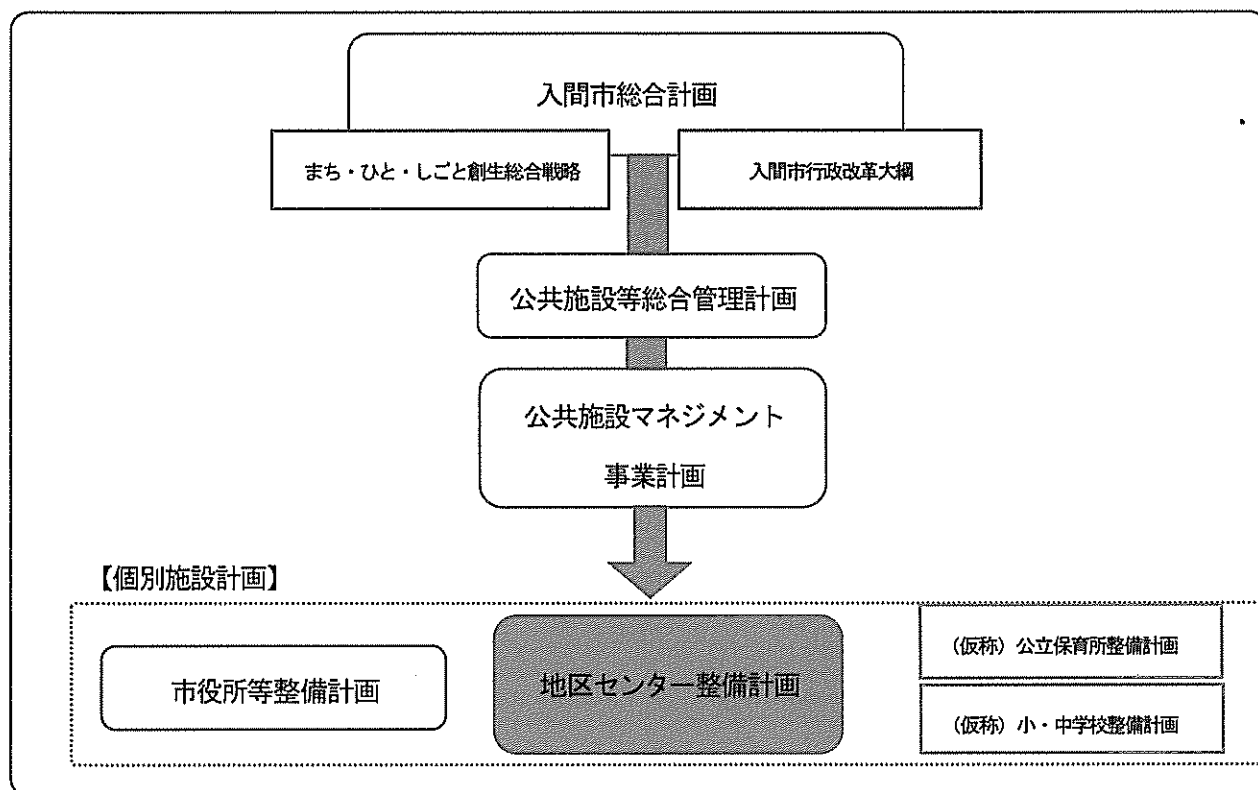 入間市総合計画
まち・ひと・しごと創生総合戦略
入間市行政改革大綱
公共施設等総合管理計画
公共施設マネジメント
事業計画
【個別施設計画】
市役所等整備計画
地区センター整備計画
（仮称）公立保育所整備計画
（仮称）小・中学校整備計画